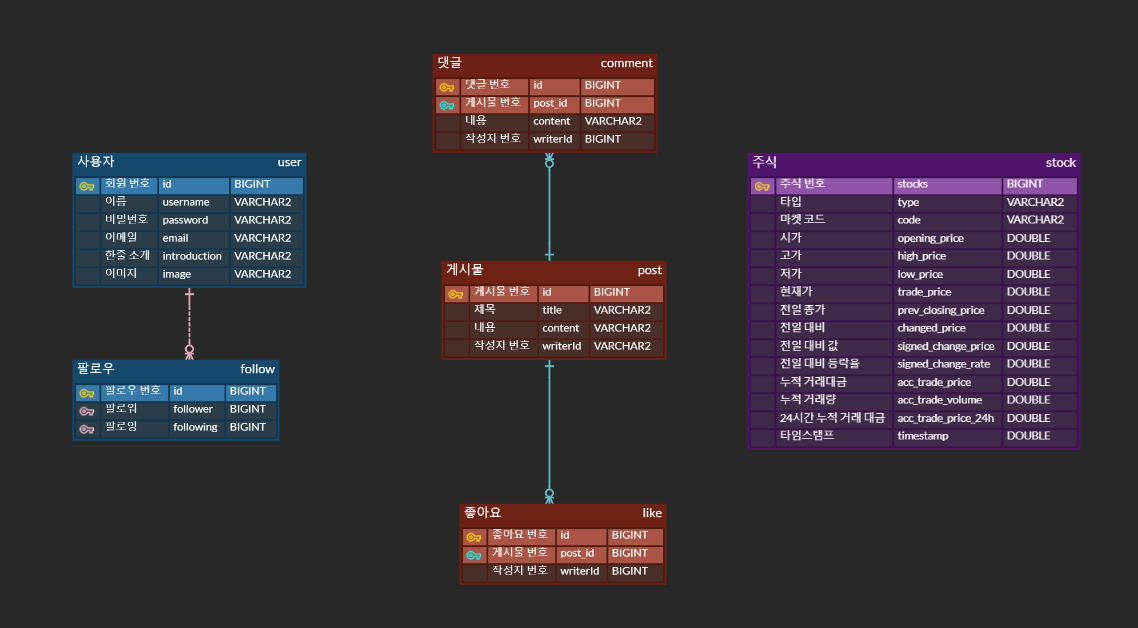 댓글 comment
댓글 번호 id BIGINT
게시물 번호 post_id BIGINT
내용 content VARCHAR2
작성자 번호 writerId BIGINT
사용자 user
회원 번호 id BIGINT
이름 username VARCHAR2
비밀번호 password VARCHAR2
이메일 email VARCHAR2
한줄 소개 introduction VARCHAR2
이미지 image VARCHAR2
팔로우 follow
팔로우 번호 id BIGINT
팔로워 follower BIGINT
팔로잉 following BIGINT
게시물 post
게시물 번호 id BIGINT
제목 title VARCHAR2
내용 content VARCHAR2
작성자 번호 writerId VARCHAR2
좋아요 like
좋아요 번호 id BIGINT
게시물 번호 post_id BIGINT
작성자 번호 writerId BIGINT
주식 stock
주식 번호 stocks BIGINT
타입 type VARCHAR2
마켓 코드 code VARCHAR2
시가 opening_price DOUBLE
고가 high_price DOUBLE
저가 low_price DOUBLE
현재가 trade_price DOUBLE
전일 종가 prev_closing_price DOUBLE
전일 대비 changed_price DOUBLE
전일 대비 값 signed_change_price DOUBLE
전일 대비 등락율 signed_change_rate DOUBLE
누적 거래대금 acc_trade_price DOUBLE
누적 거래량 acc_trade_volume DOUBLE
24시간 누적 거래 대금 acc_trade_price_24h DOUBLE
타임스탬프 timestamp DOUBLE